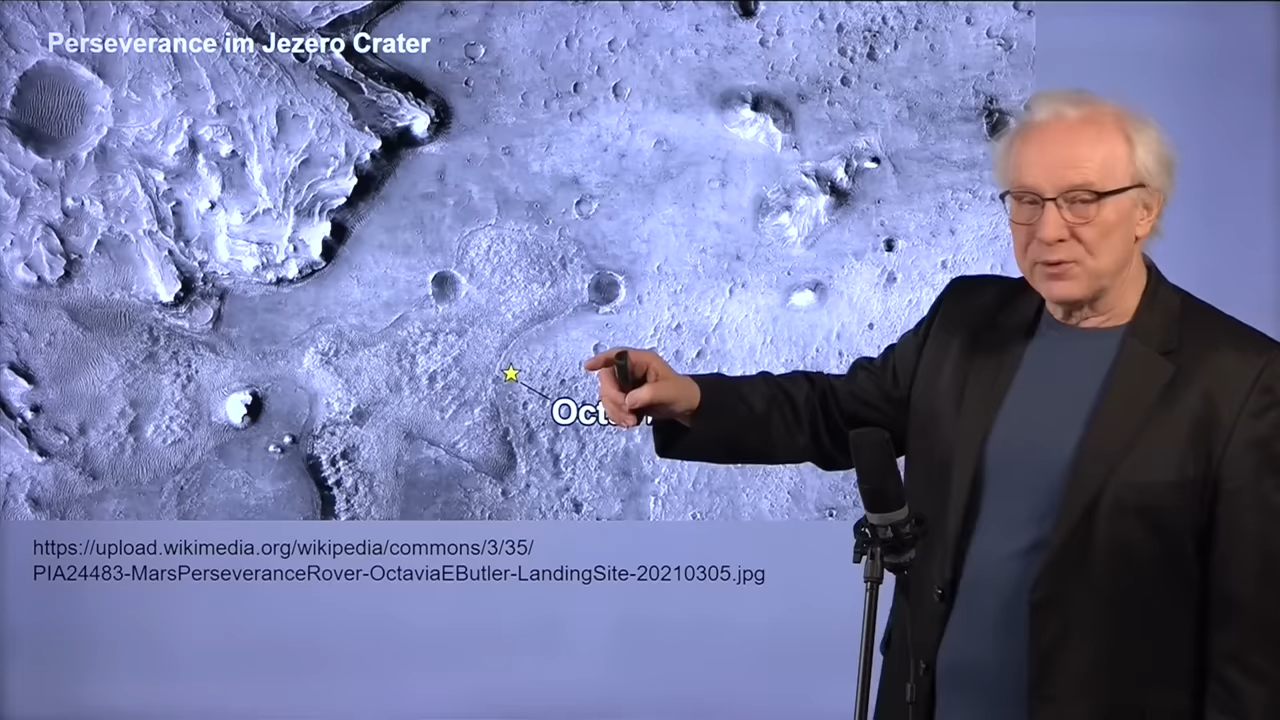 Perseverance im Jezero Crater
https://upload.wikimedia.org/wikipedia/commons/3/35/
PIA24483-MarsPerseveranceRover-OctaviaEButler-LandingSite-20210305.jpg